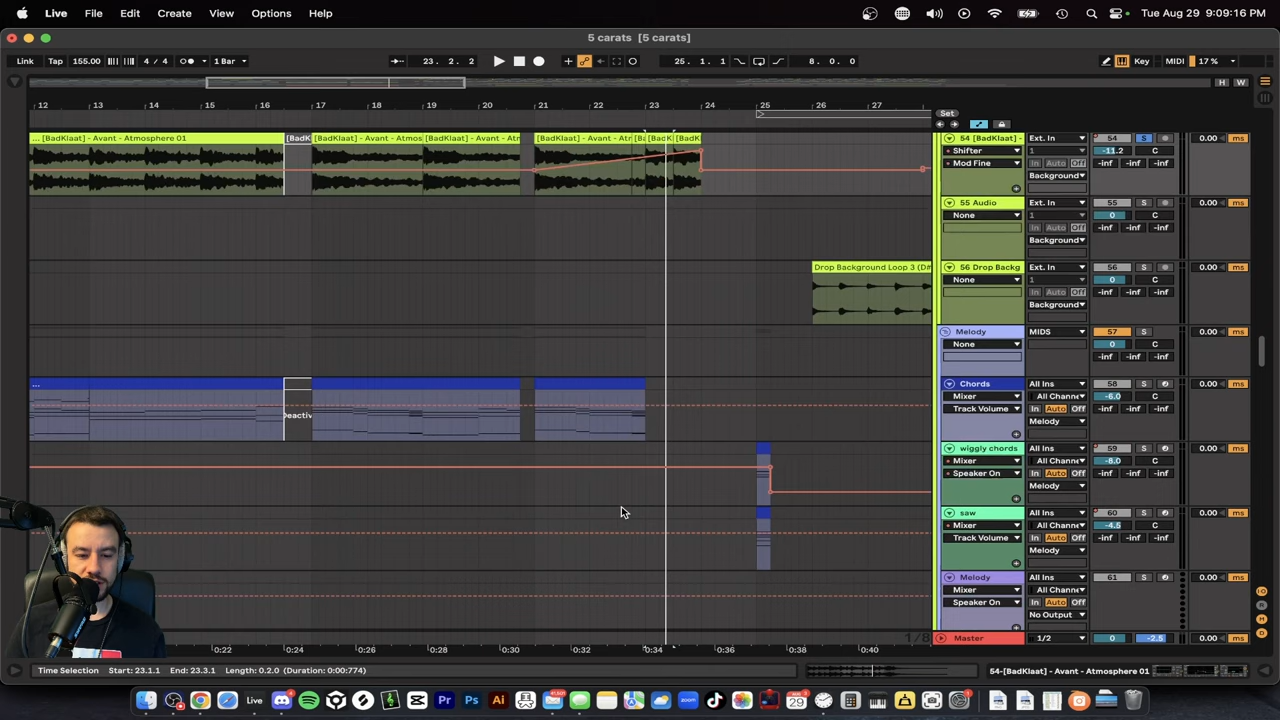 Live File Edit Create View Options Help Tue Aug 29 9:09:16 PM
5 carats [5 carats]
Link Tap 155.00 4 / 4 1 Bar 23. 2. 2 25. 1. 1 8. 0. 0 Key MIDI 17 %
H W
12 13 14 15 16 17 18 19 20 21 22 23 24 25 26 27
Set
... [BadKlaat] - Avant - Atmosphere 01 [BadK [BadKlaat] - Avant - Atmos [BadKlaat] - Avant - Atr [BadKlaat] - Avant - Atr [Ba [BadK [BadK
54 [BadKlaat] - Ext. In 54 S 0.00 ms
Shifter 1 -11.2 C
Mod Fine In Auto Off -inf -inf -inf
Background
55 Audio Ext. In 55 S 0.00 ms
None 1 0 C
In Auto Off -inf -inf -inf
Background
Drop Background Loop 3 (D#
56 Drop Backg Ext. In 56 S 0.00 ms
None 1 0 C
In Auto Off -inf -inf -inf
Background
Melody MIDS 57 S 0.00 ms
None 0 C
-inf -inf -inf
...
Deactiv
Chords All Ins 58 S 0.00 ms
Mixer All Channe -6.0 C
Track Volume In Auto Off -inf -inf -inf
Melody
wiggly chords All Ins 59 S 0.00 ms
Mixer All Channe -8.0 C
Speaker On In Auto Off -inf -inf -inf
Melody
saw All Ins 60 S 0.00 ms
Mixer All Channe -4.5 C
Track Volume In Auto Off -inf -inf -inf
Melody
Melody All Ins 61 S 0.00 ms
Mixer All Channe
Speaker On In Auto Off
No Output
1/8 Master 1/2 0 -2.5 0.00
0:22 0:24 0:26 0:28 0:30 0:32 0:34 0:36 0:38 0:40
Time Selection Start: 23.1.1 End: 23.3.1 Length: 0.2.0 (Duration: 0:00:774) 54-[BadKlaat] - Avant - Atmosphere 01
Live Pr Ps Ai zoom 29